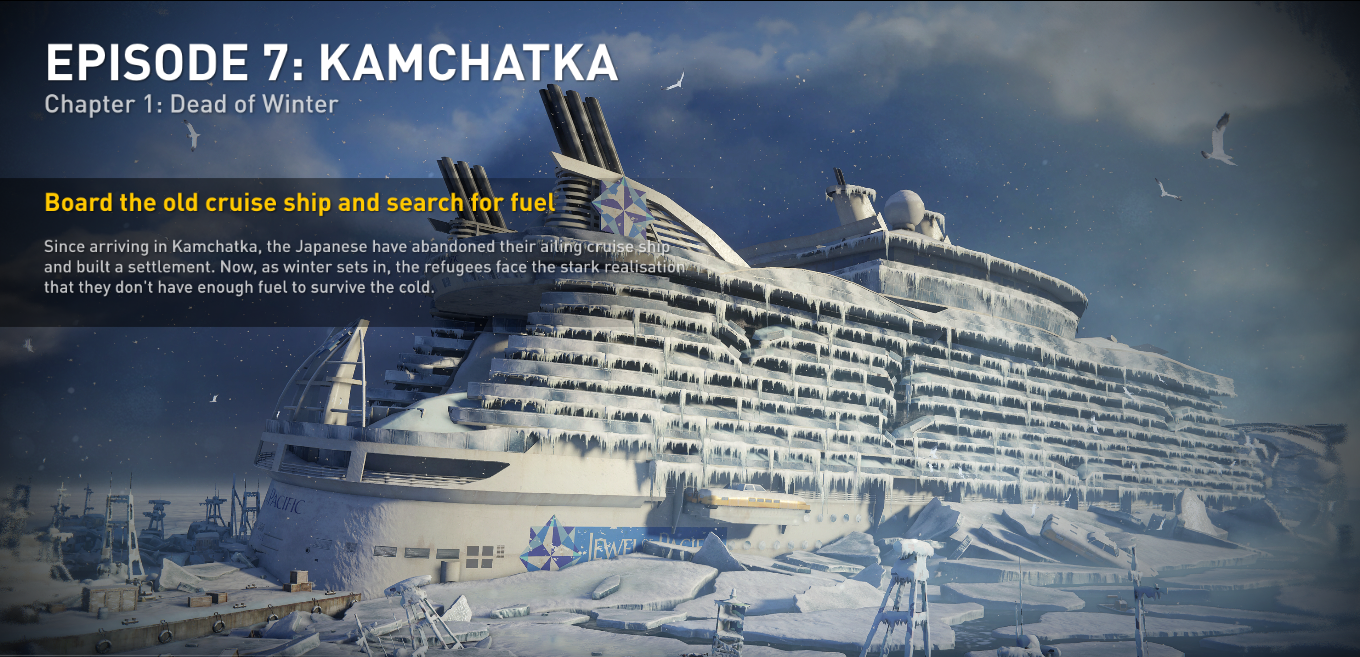 EPISODE 7: KAMCHATKA
Chapter 1: Dead of Winter
Board the old cruise ship and search for fuel
Since arriving in Kamchatka, the Japanese have abandoned their ailing cruise ship
and built a settlement. Now, as winter sets in, the refugees face the stark realisation
that they don't have enough fuel to survive the cold.
PACIFIC
JEWEL
PACIFIC